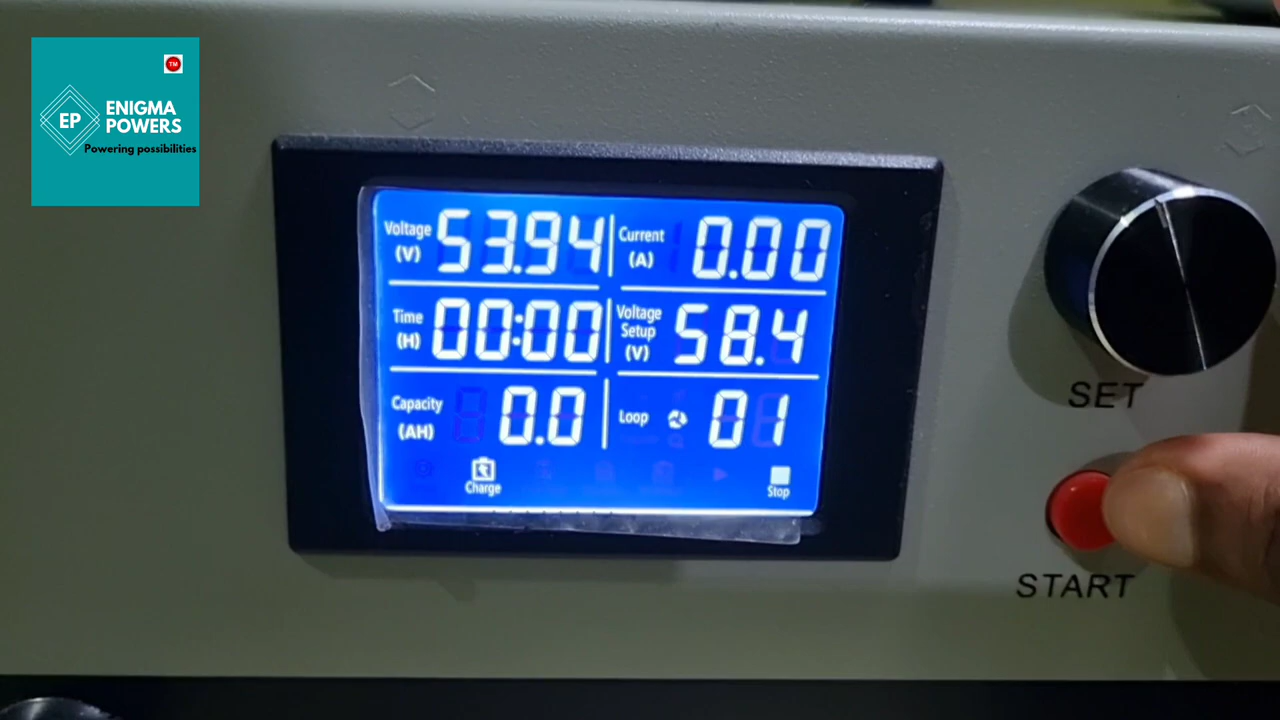 TM
EP
ENIGMA
POWERS
Powering possibilities
Voltage
(V)
53.94
Current
(A)
0.00
Time
(H)
00:00
Voltage
Setup
(V)
58.4
Capacity
(AH)
0.0
Loop
01
Charge
Stop
SET
START